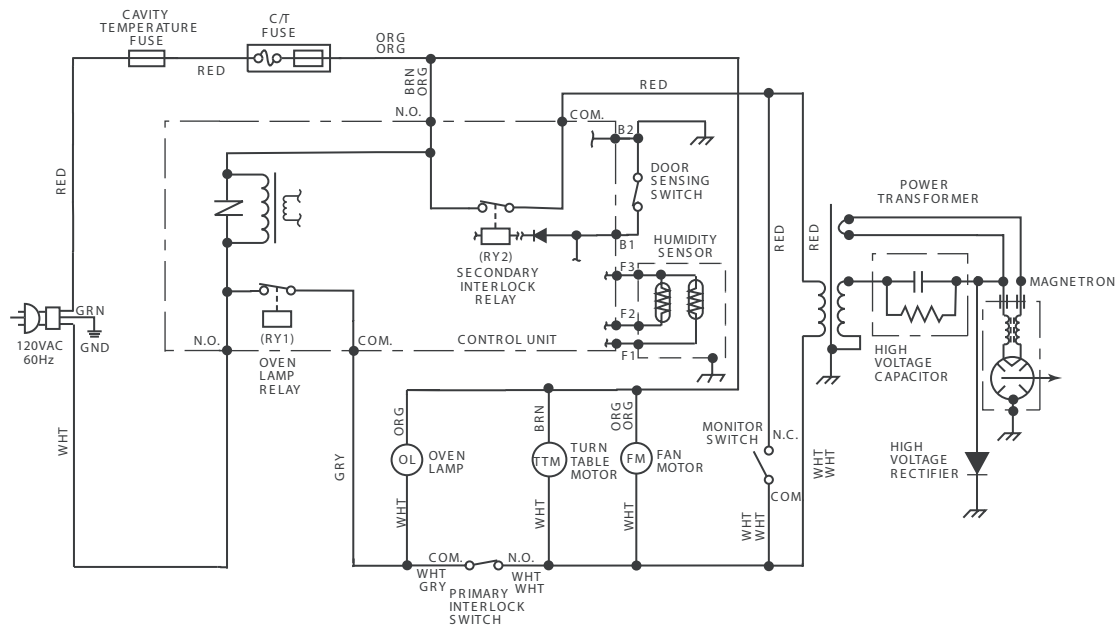 CAVITY
TEMPERATURE
FUSE
C/T
FUSE
ORG
ORG
RED
BRN
ORG
RED
N.O.
COM.
B2
DOOR
SENSING
SWITCH
POWER
TRANSFORMER
RED
(RY2)
SECONDARY
INTERLOCK
RELAY
B1
HUMIDITY
SENSOR
RED
RED
F3
MAGNETRON
F2
F1
GRN
GND
120VAC
60Hz
(RY1)
N.O.
COM.
CONTROL UNIT
OVEN
LAMP
RELAY
HIGH
VOLTAGE
CAPACITOR
WHT
GRY
ORG
BRN
ORG
ORG
MONITOR
SWITCH
N.C.
OL
OVEN
LAMP
TTM
TURN
TABLE
MOTOR
FM
FAN
MOTOR
HIGH
VOLTAGE
RECTIFIER
WHT
WHT
COM
WHT
WHT
WHT
WHT
WHT
COM.
N.O.
WHT
GRY
WHT
WHT
PRIMARY
INTERLOCK
SWITCH